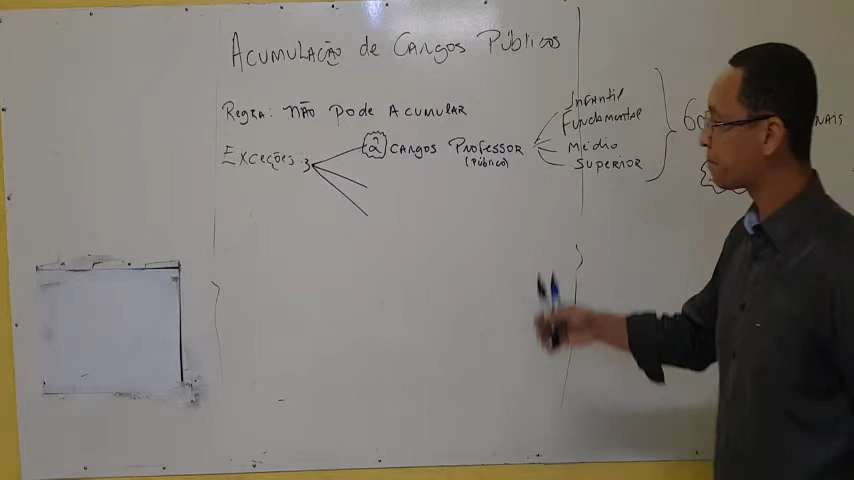 Acumulação de Cargos Públicos
Regra: não pode acumular
Exceções: 3
2 cargos Professor
(Público)
Infantil
Fundamental
Médio
Superior